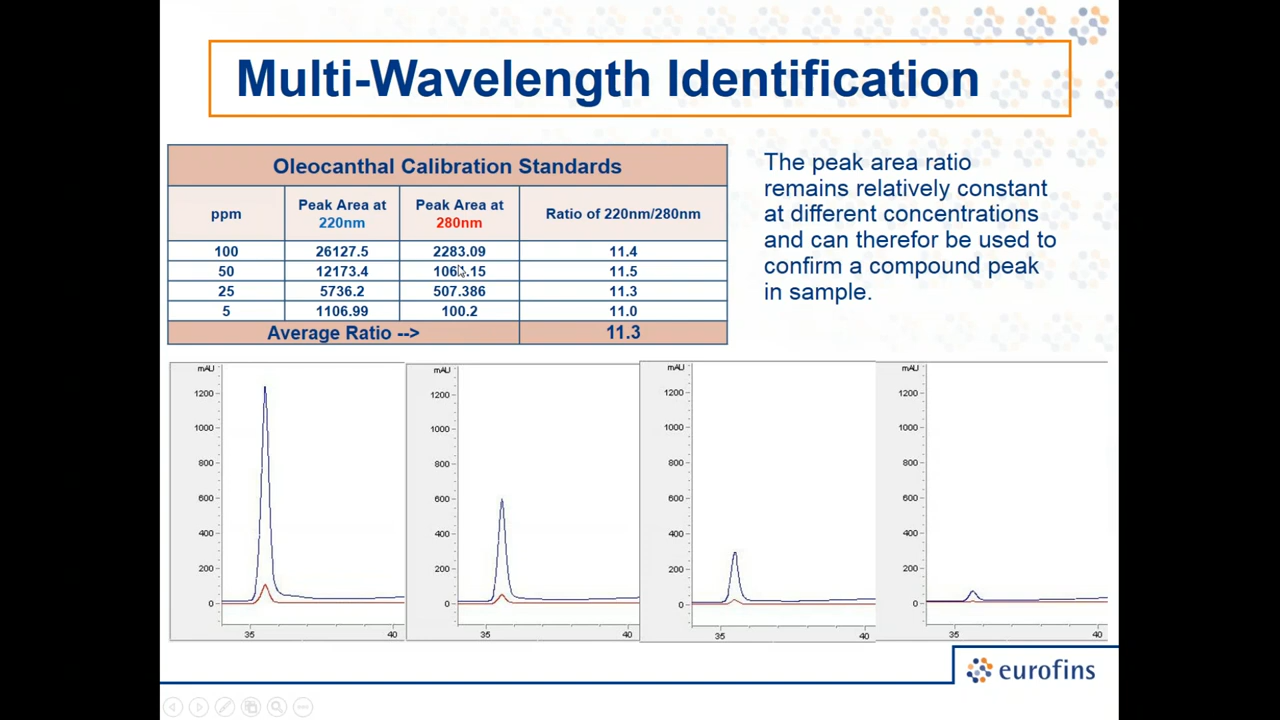 Multi-Wavelength Identification
Oleocanthal Calibration Standards
ppm Peak Area at 220nm Peak Area at 280nm Ratio of 220nm/280nm
100 26127.5 2283.09 11.4
50 12173.4 11.5
25 5736.2 507.386 11.3
5 1106.99 100.2 11.0
Average Ratio --> 11.3
The peak area ratio
remains relatively constant
at different concentrations
and can therefor be used to
confirm a compound peak
in sample.
mAU mAU mAU mAU
1200 1200 1200 1200
1000 1000 1000 1000
800 800 800 800
600 600 600 600
400 400 400 400
200 200 200 200
0 0 0 0
35 40 35 40 35 40 35 40
eurofins